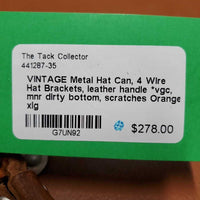 The Tack Collector
441287-35
VINTAGE Metal Hat Can, 4 Wire
Hat Brackets, leather handle *vgc,
mnr dirty bottom, scratches Orange
xlg
G7UN92
$278.00